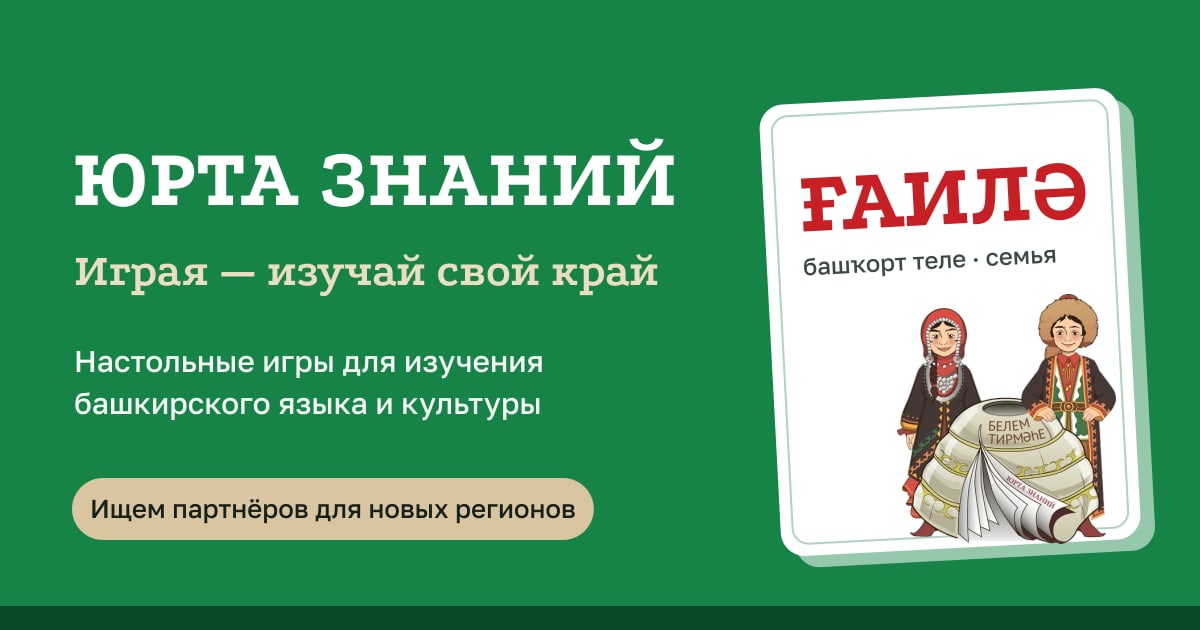 ЮРТА ЗНАНИЙ
Играя — изучай свой край
Настольные игры для изучения
башкирского языка и культуры
Ищем партнёров для новых регионов
ҒАИЛӘ
башҡорт теле · семья
БЕЛЕМ
ТИРМӘҺЕ
ЮРТА ЗНАНИЙ